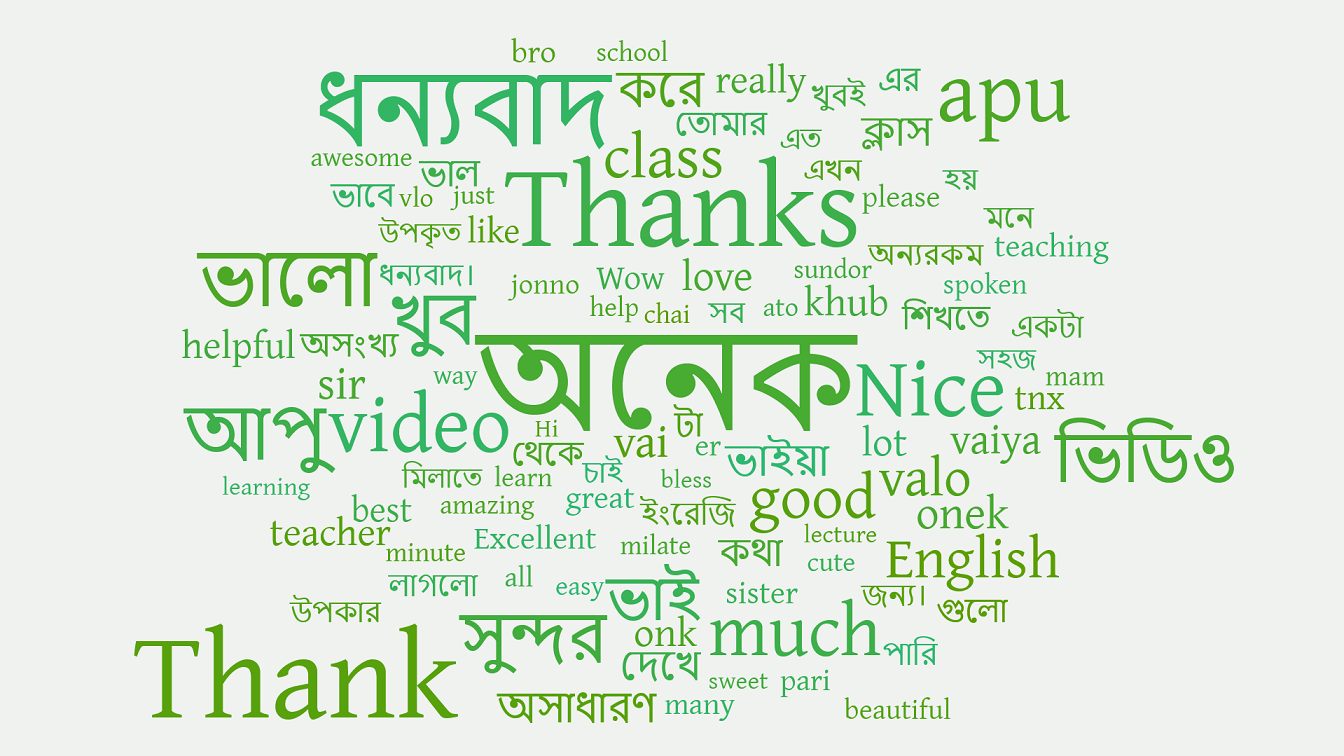 bro school
ধন্যবাদ করে really খুবই এর apu
তোমার এত ক্লাস
awesome ভাল class এখন হয়
ভাবে vlo just Thanks please মনে
উপকৃত like অন্যরকম teaching
ভালো ধন্যবাদ। jonno Wow love sundor spoken
খুব help chai সব ato khub শিখতে একটা
helpful অসংখ্য অনেক সহজ
sir way Nice mam
আপু video tnx
Hi থেকে vai টা er ভাইয়া lot vaiya ভিডিও
learning মিলাতে learn চাই bless valo
best amazing great ইংরেজি good onek
teacher minute Excellent milate কথা lecture cute English
লাগলো all easy ভাই sister জন্য। গুলো
উপকার সুন্দর onk much
Thank দেখে পারি
অসাধারণ sweet pari
many beautiful